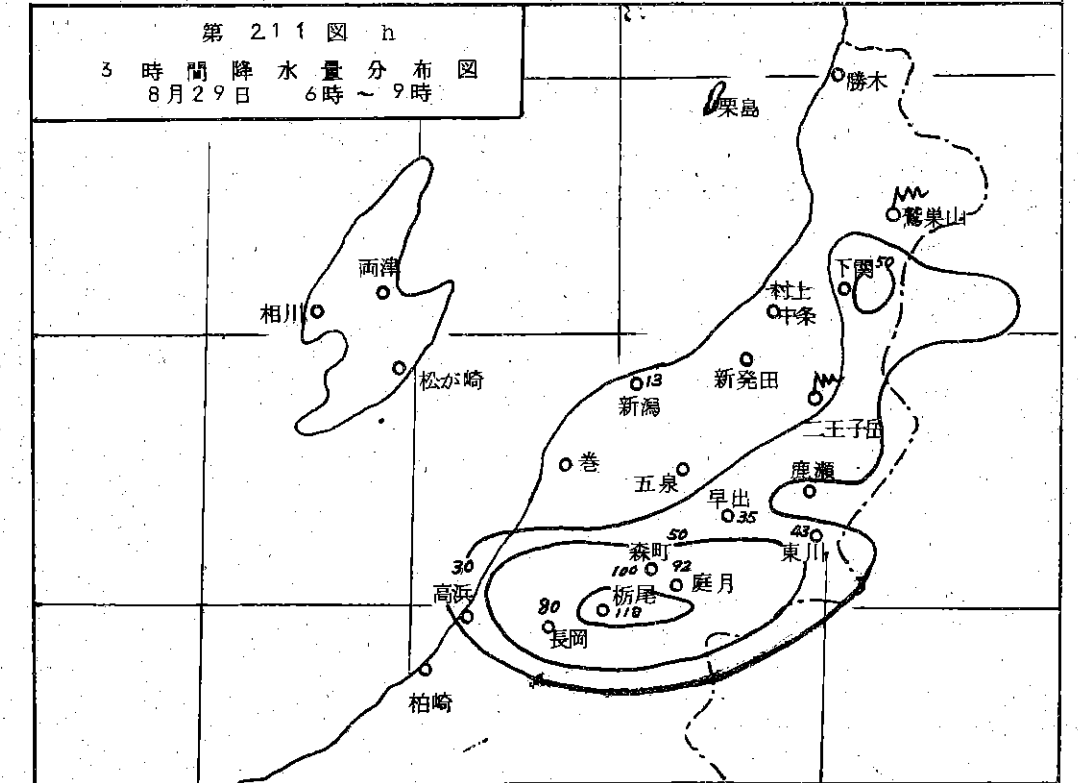 第 211 図 h
3 時 間 降 水 量 分 布 図
8月29日 6時～9時
勝木
粟島
鷲巣山
下関 50
両津
村上
相川
中条
松が崎
新発田
13
新潟
二王子岳
巻
鹿瀬
五泉
早出
35
50
43
森町
東川
30
100
92
庭月
高浜
栃尾
80
118
長岡
柏崎